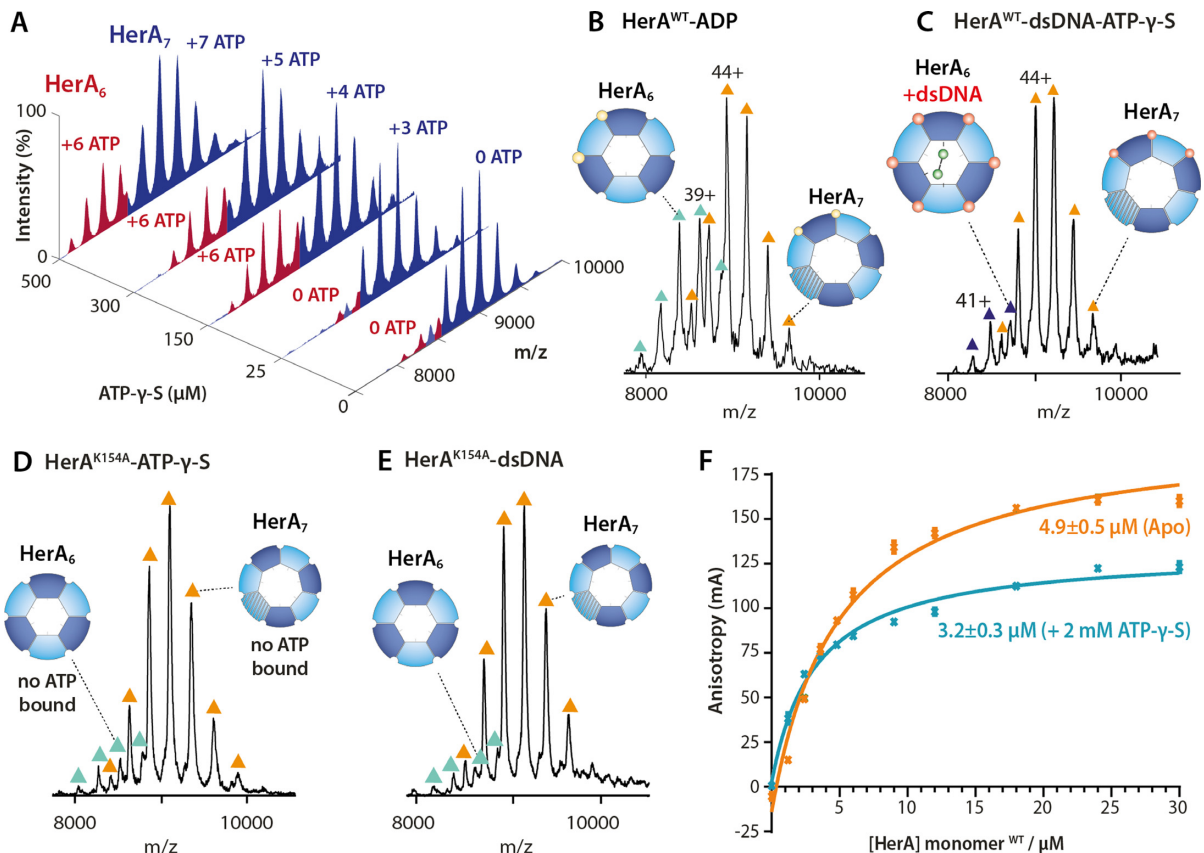 A
HerA7
+7 ATP
+5 ATP
+4 ATP
+3 ATP
0 ATP
HerA6
+6 ATP
+6 ATP
+6 ATP
0 ATP
0 ATP
100
Intensity (%)
0
500
300
150
25
0
ATP-γ-S (μM)
8000
9000
10000
m/z
B HerAWT-ADP
44+
HerA6
39+
HerA7
8000
10000
m/z
C HerAWT-dsDNA-ATP-γ-S
HerA6
+dsDNA
44+
HerA7
41+
8000
10000
m/z
D HerAK154A-ATP-γ-S
HerA6
no ATP
bound
HerA7
no ATP
bound
8000
10000
m/z
E HerAK154A-dsDNA
HerA6
HerA7
8000
10000
m/z
F
175
150
125
100
75
50
25
0
-25
Anisotropy (mA)
4.9±0.5 μM (Apo)
3.2±0.3 μM (+ 2 mM ATP-γ-S)
5
10
15
20
25
30
[HerA] monomer WT / μM